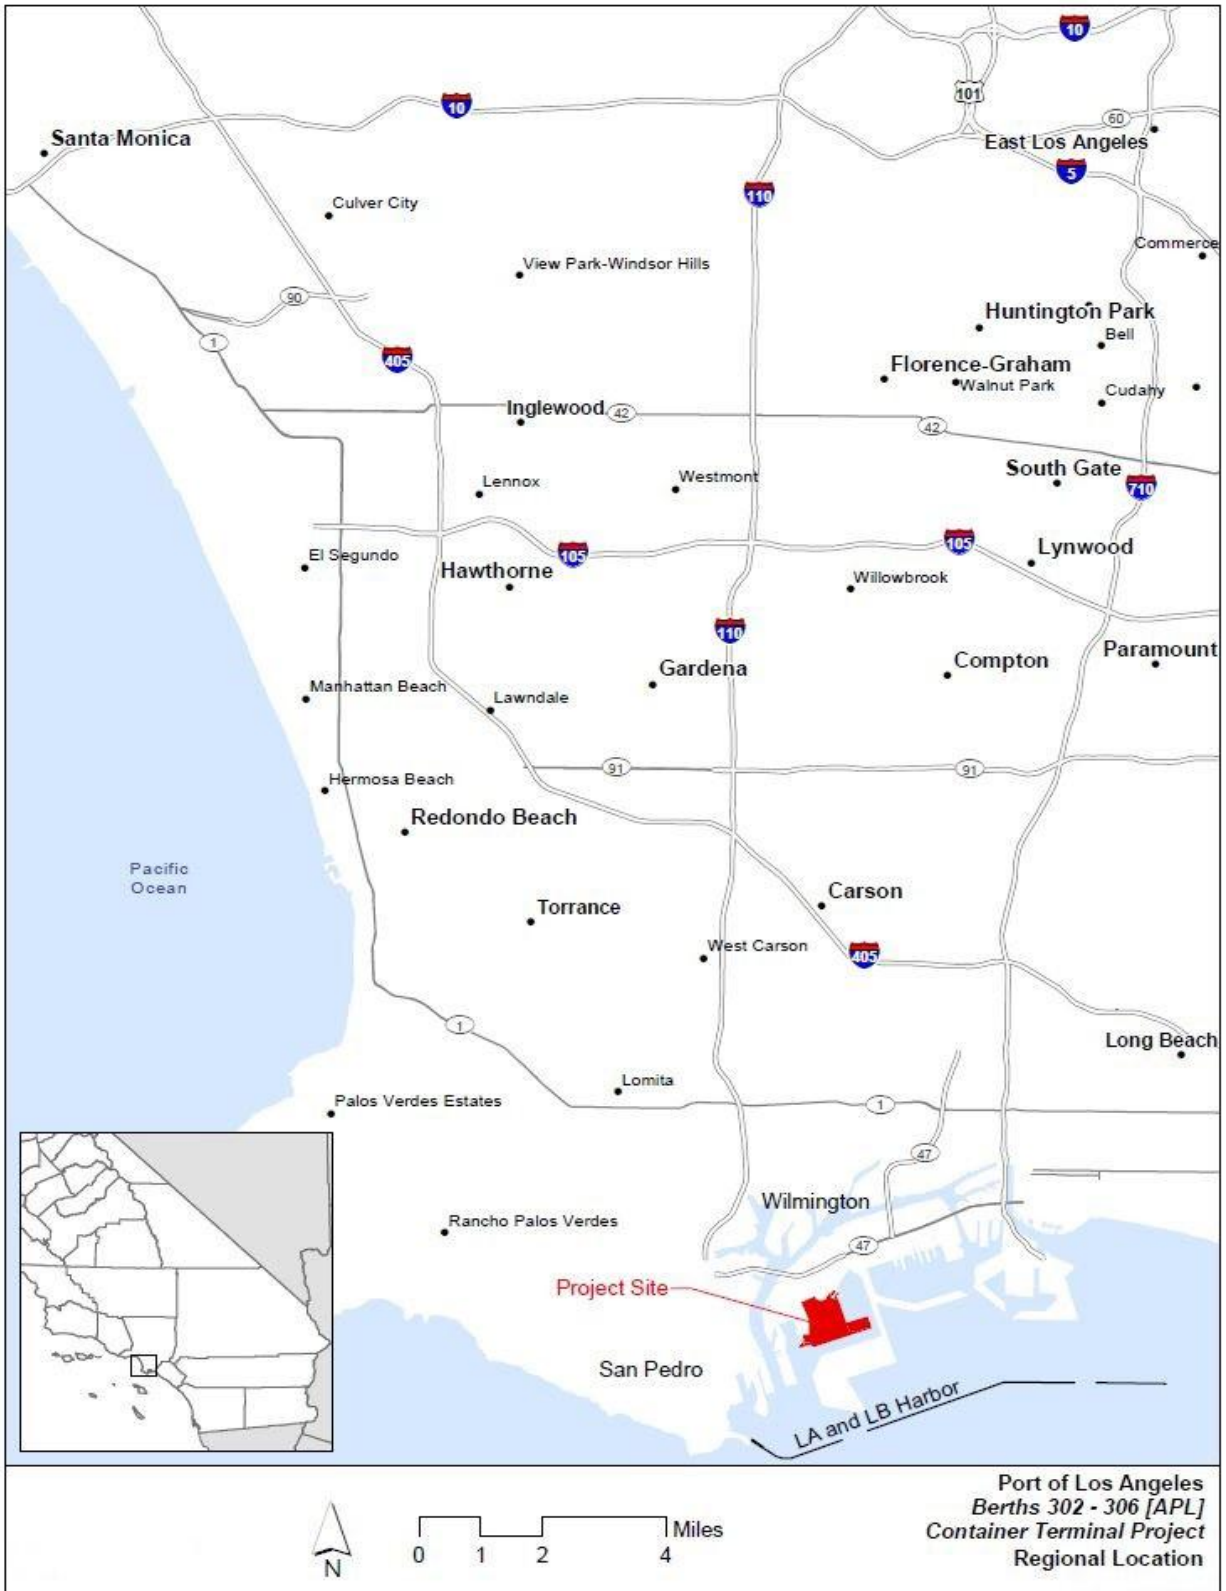 10
10
101
60
Santa Monica
East Los Angeles
5
110
Culver City
Commerce
View Park-Windsor Hills
90
Huntington Park
1
Bell
405
Florence-Graham
Walnut Park
Cudahy
Inglewood
42
42
South Gate
Lennox
Westmont
710
105
105
El Segundo
Lynwood
Hawthorne
Willowbrook
110
Gardena
Compton
Paramount
Manhattan Beach
Lawndale
91
91
Hermosa Beach
Redondo Beach
Pacific
Ocean
Carson
Torrance
West Carson
405
1
Long Beach
Lomita
Palos Verdes Estates
1
47
Wilmington
Rancho Palos Verdes
47
Project Site
San Pedro
LA and LB Harbor
N
0 1 2 4
Miles
Port of Los Angeles
Berths 302 - 306 [APL]
Container Terminal Project
Regional Location